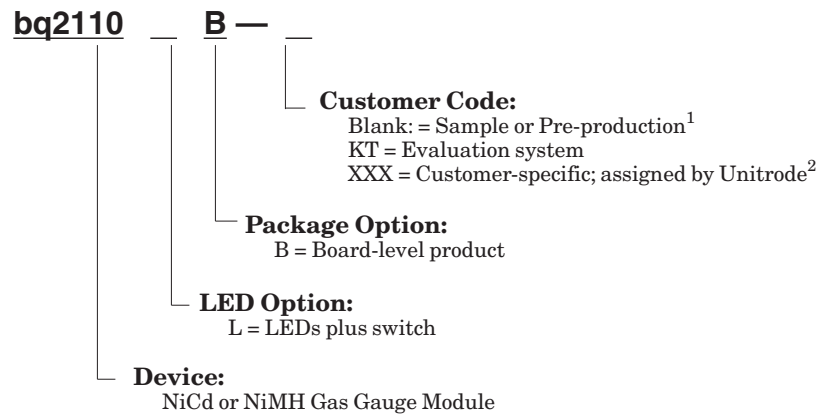 bq2110 _ B — _
Customer Code:
Blank: = Sample or Pre-production1
KT = Evaluation system
XXX = Customer-specific; assigned by Unitrode2
Package Option:
B = Board-level product
LED Option:
L = LEDs plus switch
Device:
NiCd or NiMH Gas Gauge Module